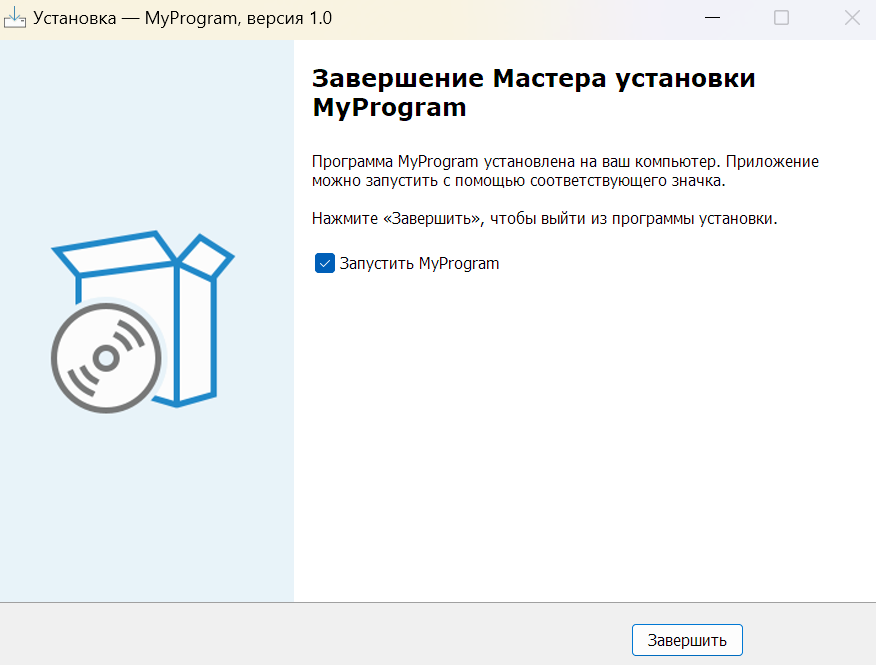 Установка — MyProgram, версия 1.0
Завершение Мастера установки
MyProgram
Программа MyProgram установлена на ваш компьютер. Приложение
можно запустить с помощью соответствующего значка.
Нажмите «Завершить», чтобы выйти из программы установки.
Запустить MyProgram
Завершить